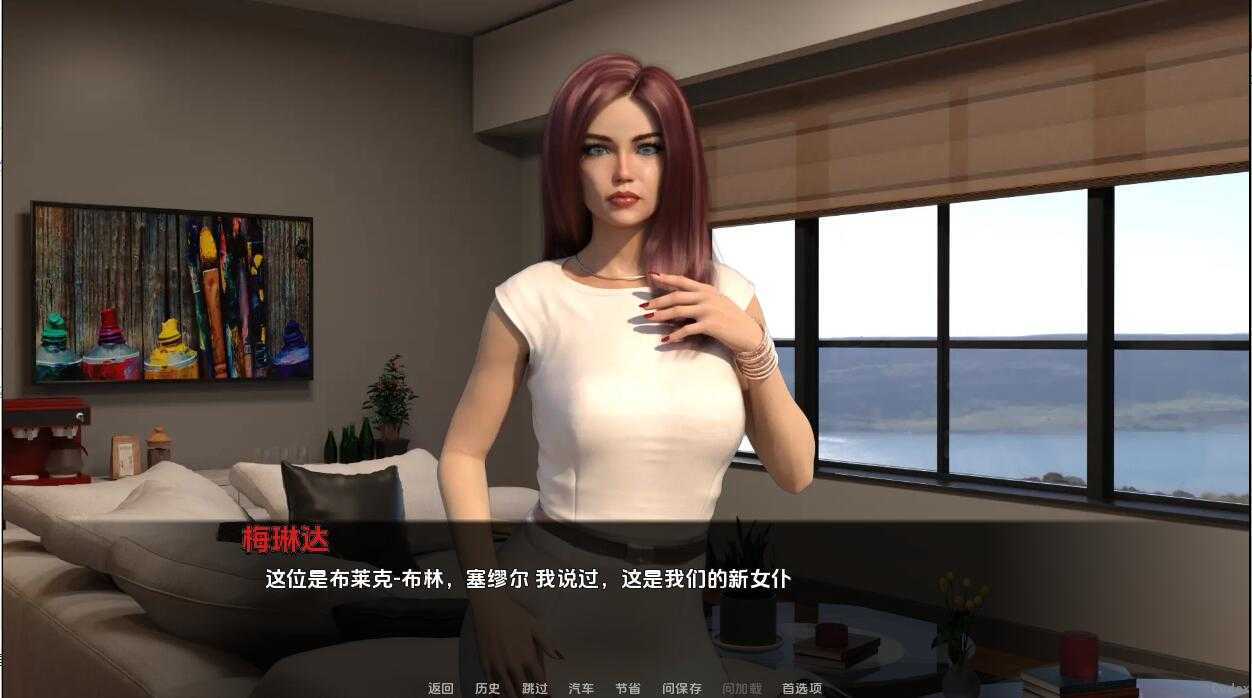 梅琳达
这位是布莱克-布林，塞缪尔 我说过，这是我们的新女仆
返回 历史 跳过 汽车 节省 问保存 问加载 首选项